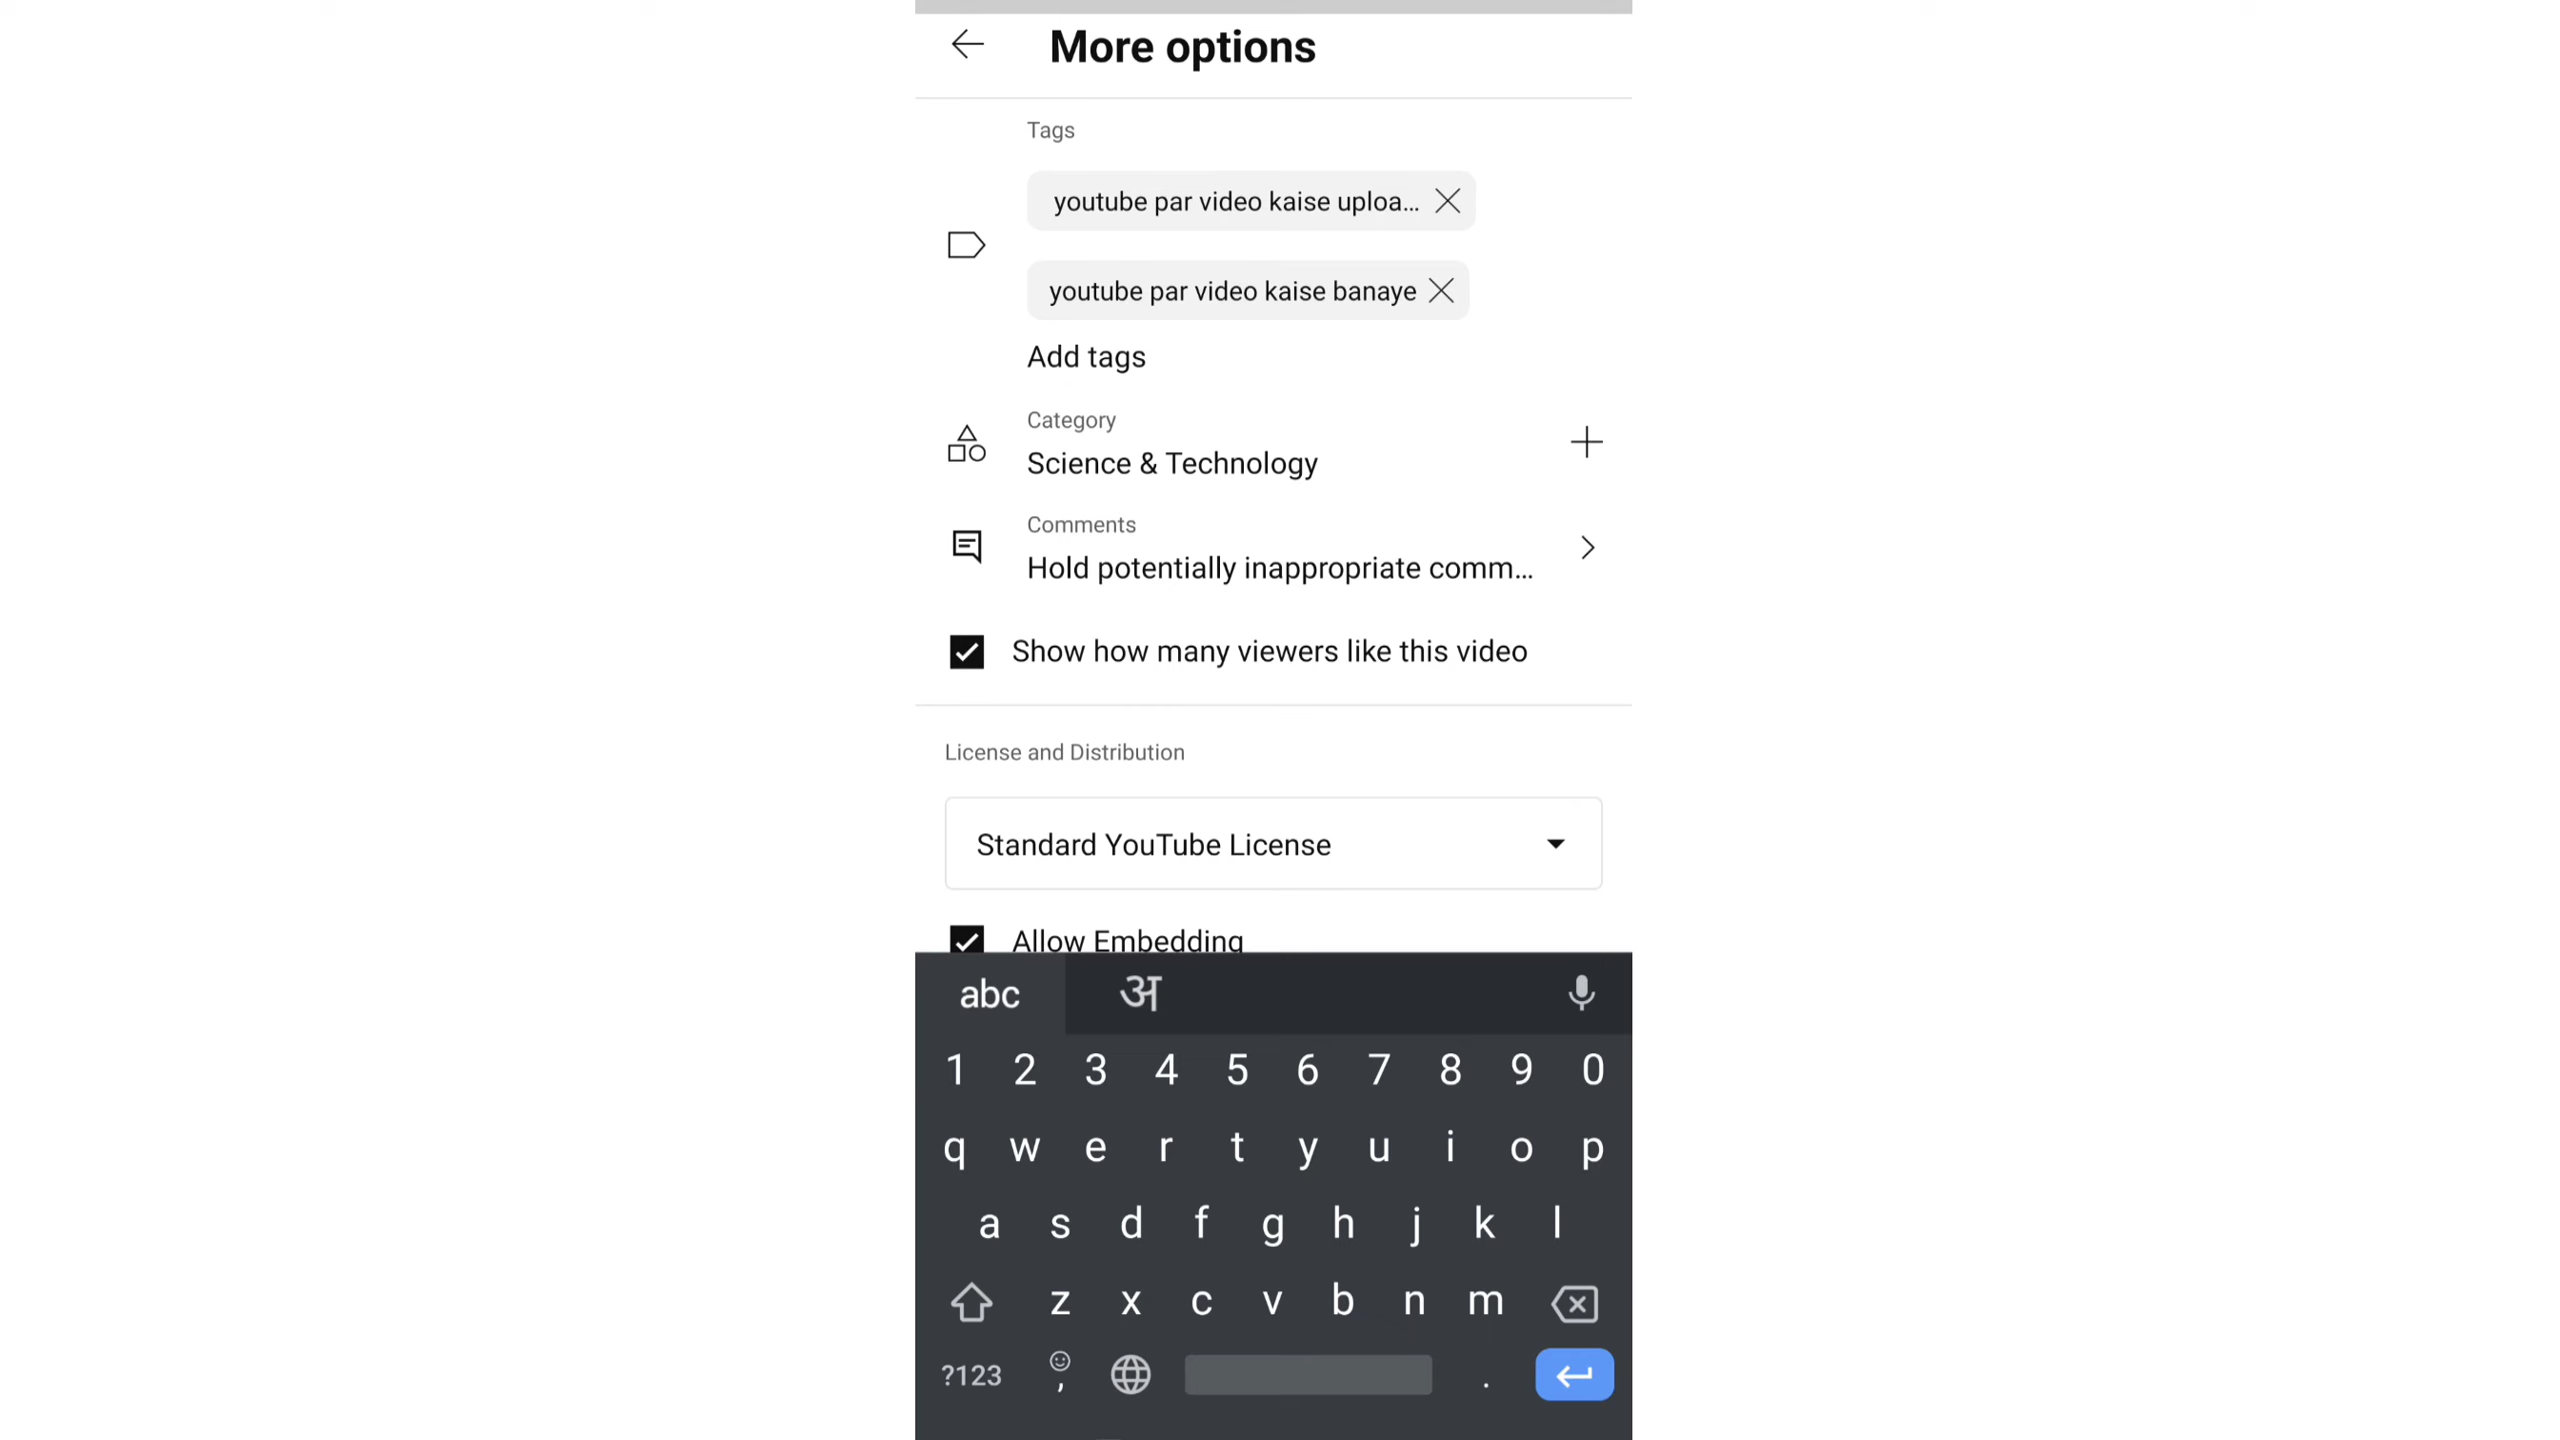 More options
Tags
youtube par video kaise uploa...
youtube par video kaise banaye
Add tags
Category
Science & Technology
Comments
Hold potentially inappropriate comm...
Show how many viewers like this video
License and Distribution
Standard YouTube License
Allow Embedding
abc अ
1 2 3 4 5 6 7 8 9 0
q w e r t y u i o p
a s d f g h j k l
z x c v b n m
?123 , .